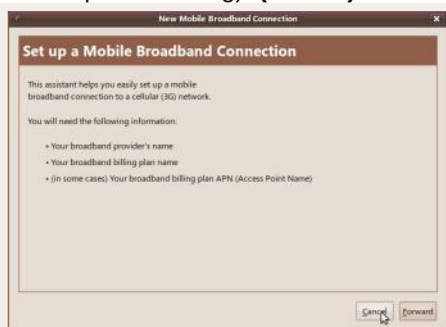 New Mobile Broadband Connection
Set up a Mobile Broadband Connection
This assistant helps you easily set up a mobile
broadband connection to a cellular (3G) network.
You will need the following information:
• Your broadband provider's name
• Your broadband billing plan name
• (in some cases) Your broadband billing plan APN (Access Point Name)
Cancel Forward